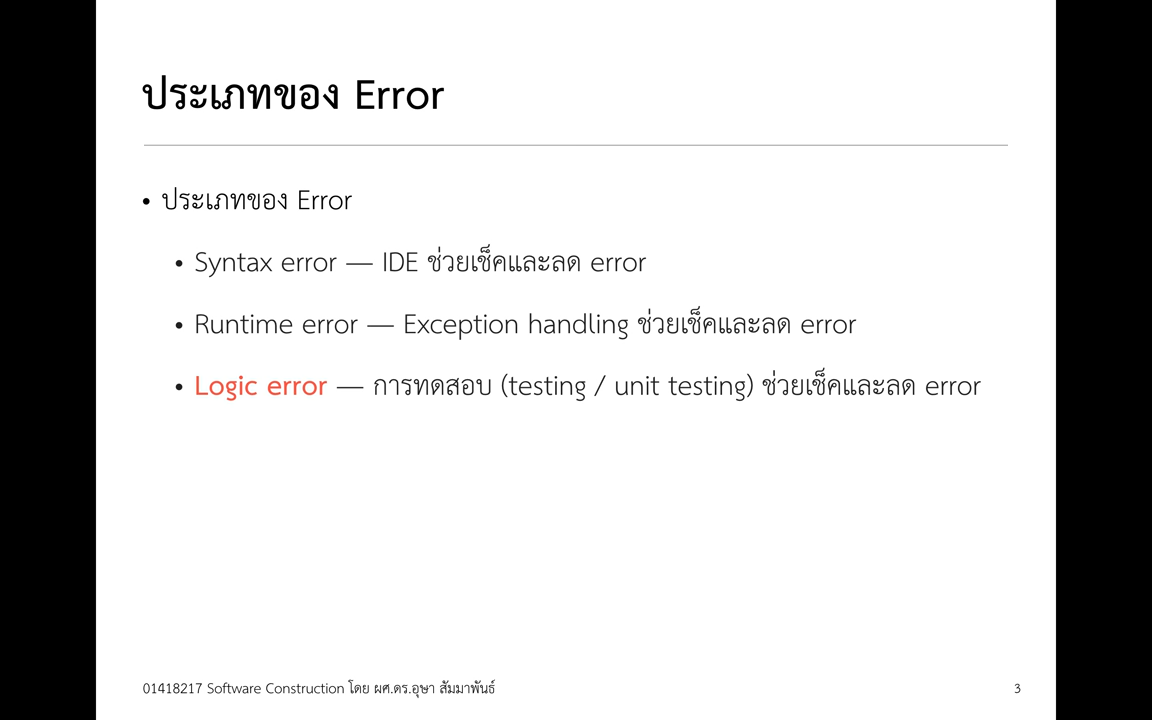 ประเภทของ Error
• ประเภทของ Error
• Syntax error — IDE ช่วยเช็คและลด error
• Runtime error — Exception handling ช่วยเช็คและลด error
• Logic error — การทดสอบ (testing / unit testing) ช่วยเช็คและลด error
01418217 Software Construction โดย ผศ.ดร.อุษา สัมมาพันธ์
3